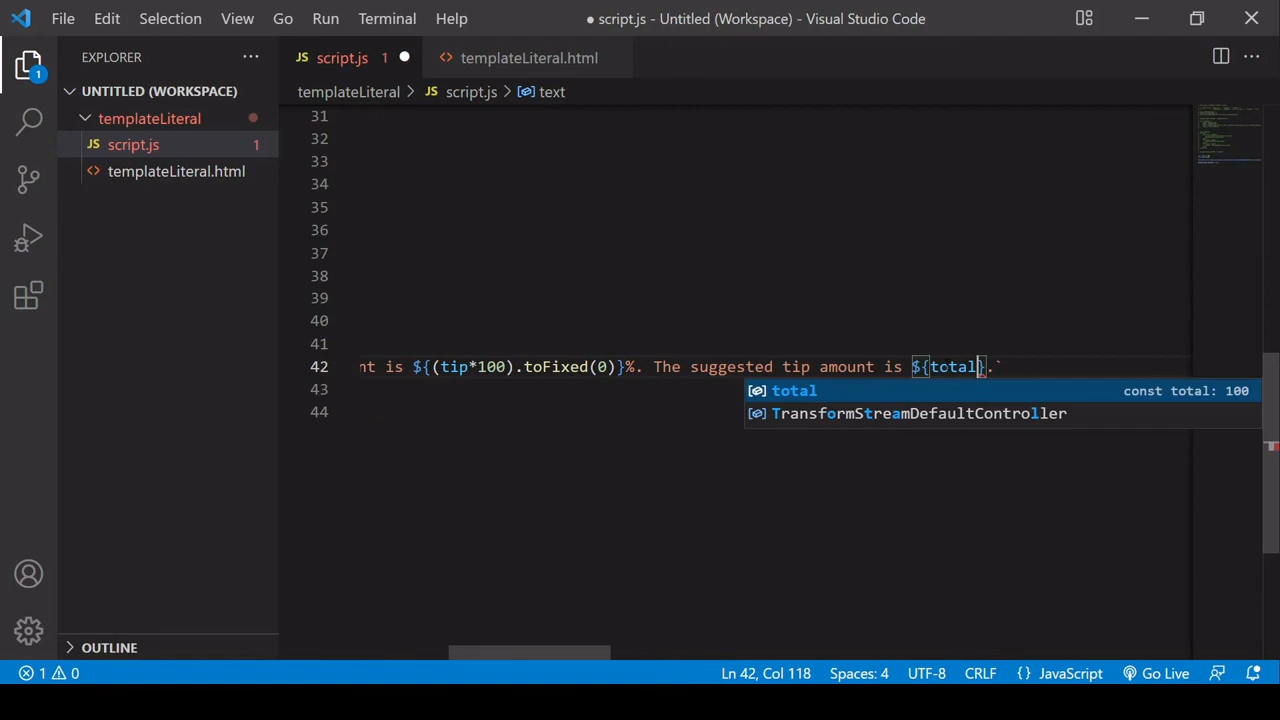 File Edit Selection View Go Run Terminal Help ● script.js - Untitled (Workspace) - Visual Studio Code
EXPLORER ···
JS script.js 1 templateLiteral.html ···
UNTITLED (WORKSPACE)
templateLiteral > JS script.js > text
templateLiteral
JS script.js 1
templateLiteral.html
1
31
32
33
34
35
36
37
38
39
40
41
42 nt is ${(tip*100).toFixed(0)}%. The suggested tip amount is ${total}.`
total const total: 100
TransformStreamDefaultController
43
44
OUTLINE
1 0 Ln 42, Col 118 Spaces: 4 UTF-8 CRLF {} JavaScript Go Live